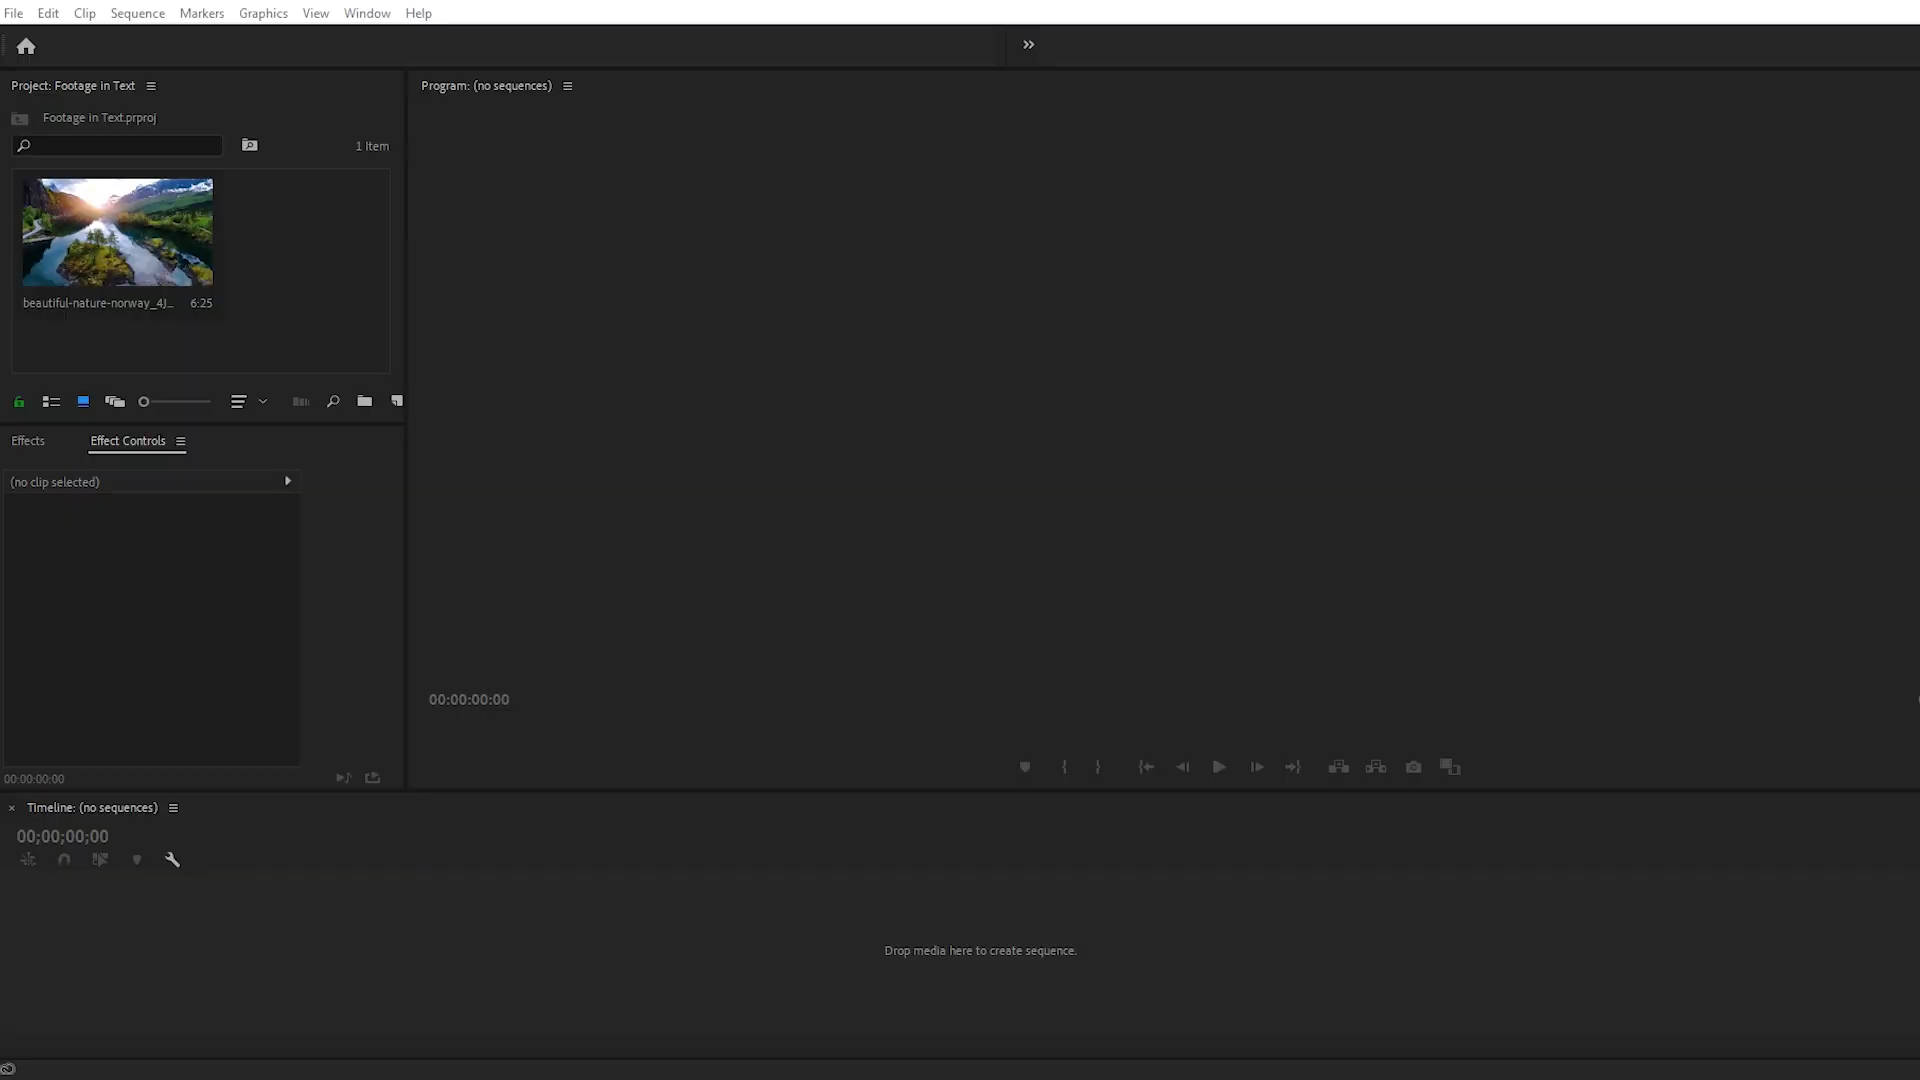 File Edit Clip Sequence Markers Graphics View Window Help
Project: Footage in Text
Program: (no sequences)
Footage in Text.prproj
1 Item
beautiful-nature-norway_4J... 6:25
Effects
Effect Controls
(no clip selected)
00:00:00:00
00:00:00:00
Timeline: (no sequences)
00;00;00;00
Drop media here to create sequence.